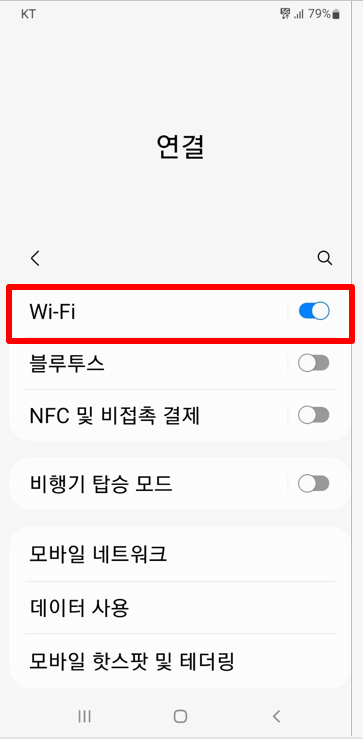 KT 79%
연결
Wi-Fi
블루투스
NFC 및 비접촉 결제
비행기 탑승 모드
모바일 네트워크
데이터 사용
모바일 핫스팟 및 테더링